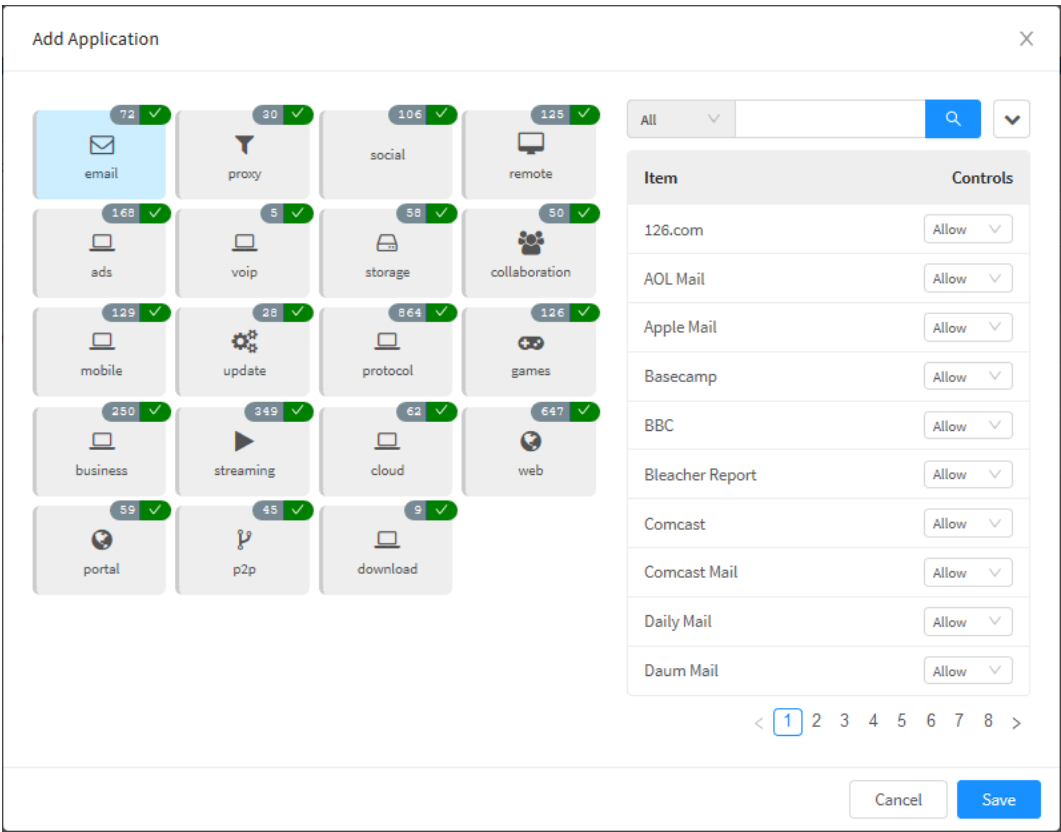 Add Application
72 30 106 125
email proxy social remote
168 5 58 50
ads voip storage collaboration
129 28 864 126
mobile update protocol games
250 349 62 647
business streaming cloud web
59 45 9
portal p2p download
All
Item Controls
126.com Allow
AOL Mail Allow
Apple Mail Allow
Basecamp Allow
BBC Allow
Bleacher Report Allow
Comcast Allow
Comcast Mail Allow
Daily Mail Allow
Daum Mail Allow
< 1 2 3 4 5 6 7 8 >
Cancel Save